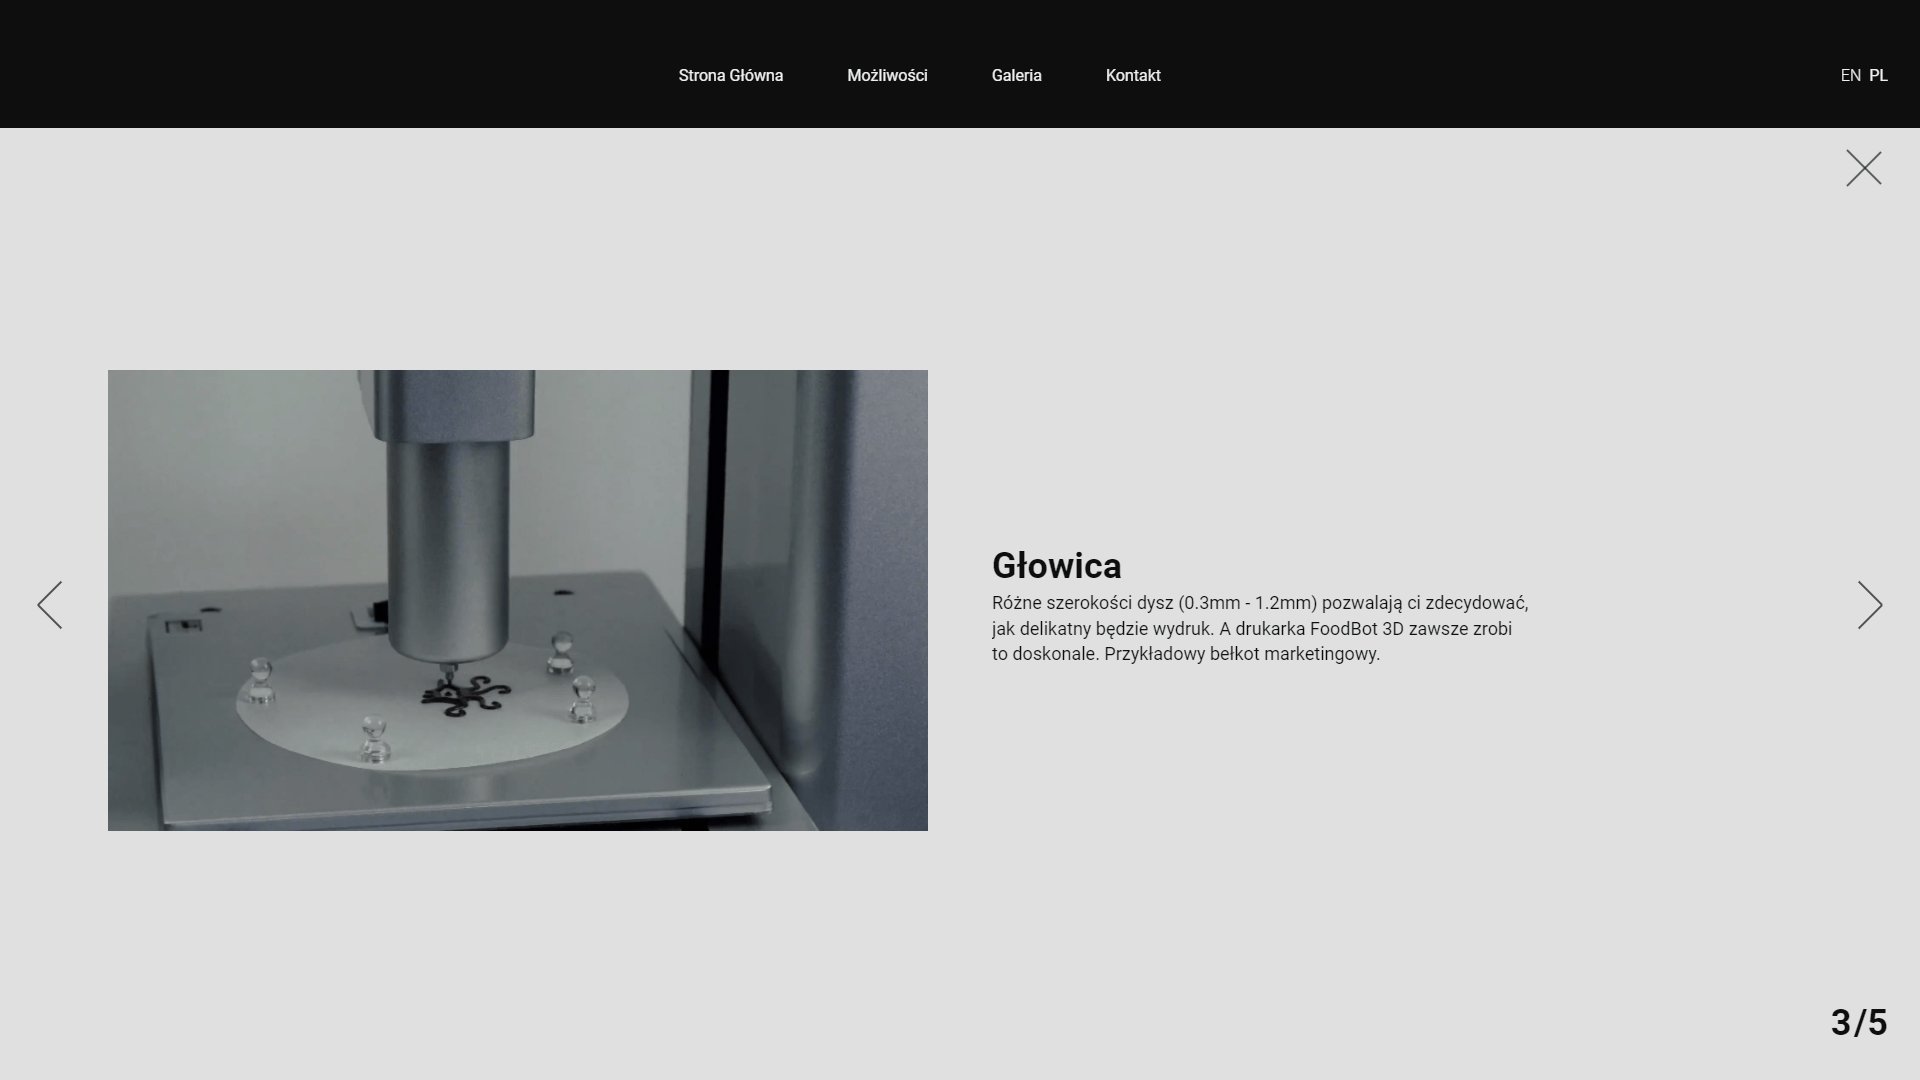 Strona Główna
Możliwości
Galeria
Kontakt
EN PL
Głowica
Różne szerokości dysz (0.3mm - 1.2mm) pozwalają ci zdecydować,
jak delikatny będzie wydruk. A drukarka FoodBot 3D zawsze zrobi
to doskonale. Przykładowy bełkot marketingowy.
3/5